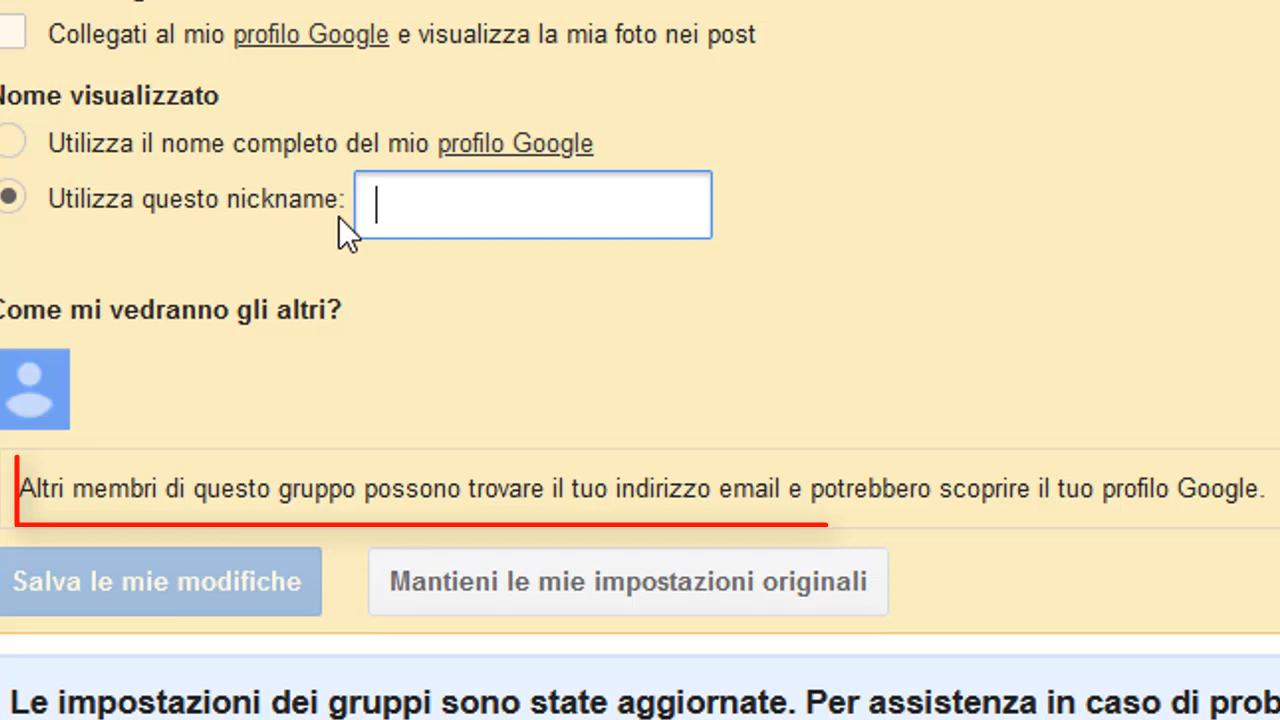 Collegati al mio profilo Google e visualizza la mia foto nei post
Nome visualizzato
Utilizza il nome completo del mio profilo Google
Utilizza questo nickname:
Come mi vedranno gli altri?
Altri membri di questo gruppo possono trovare il tuo indirizzo email e potrebbero scoprire il tuo profilo Google.
Salva le mie modifiche
Mantieni le mie impostazioni originali
Le impostazioni dei gruppi sono state aggiornate. Per assistenza in caso di prob